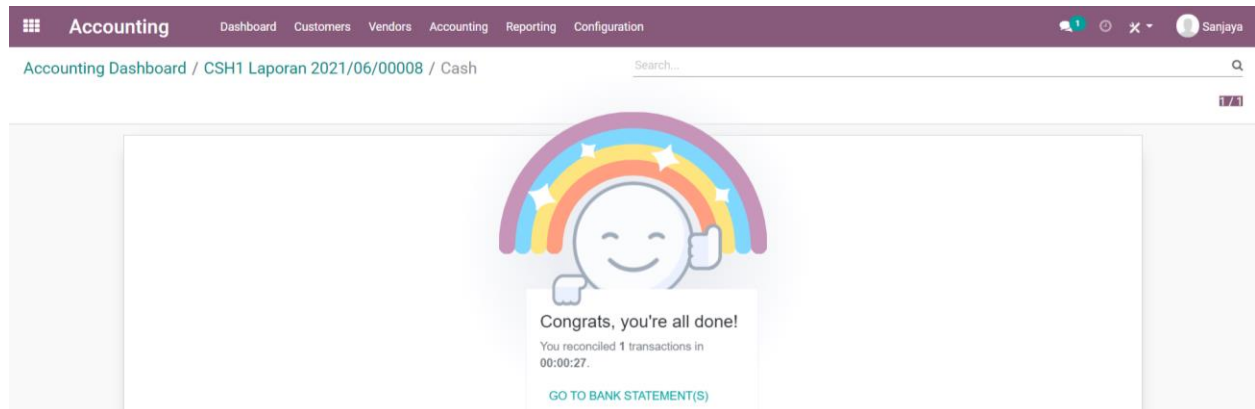 Accounting Dashboard Customers Vendors Accounting Reporting Configuration 1 Sanjaya
Accounting Dashboard / CSH1 Laporan 2021/06/00008 / Cash Search...
1 / 1
Congrats, you're all done!
You reconciled 1 transactions in
00:00:27.
GO TO BANK STATEMENT(S)